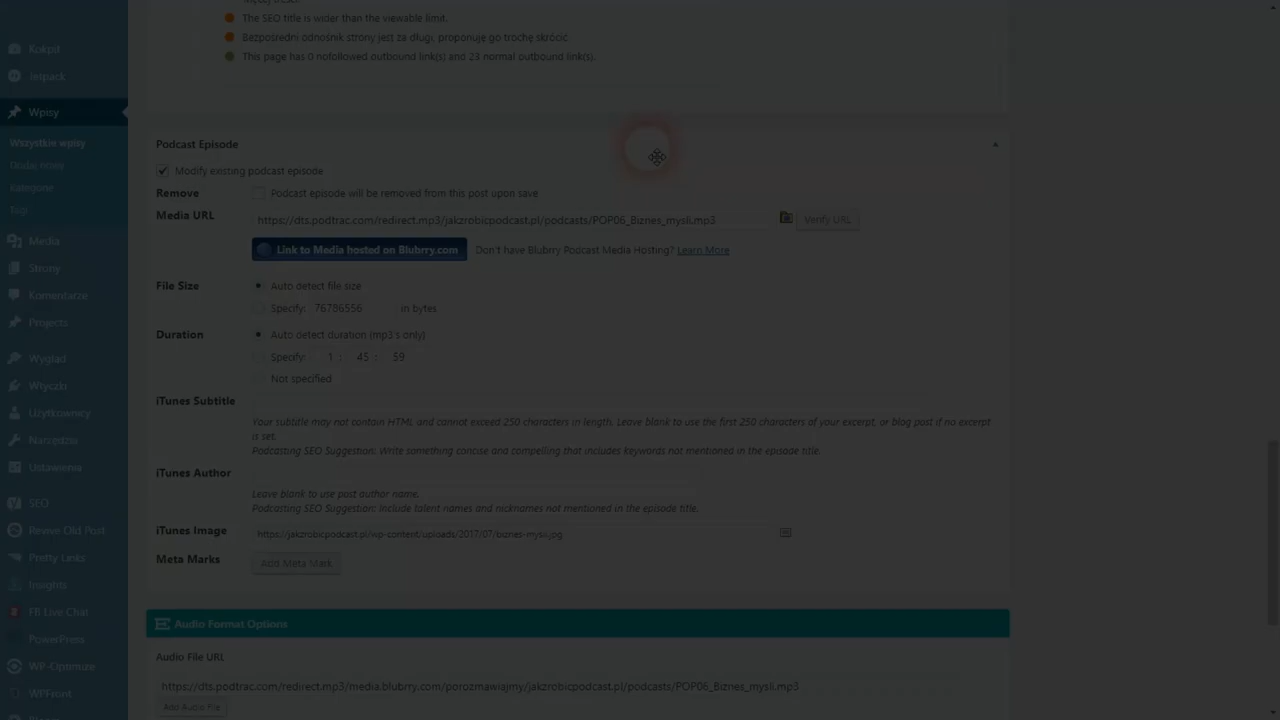 The SEO title is wider than the viewable limit.
Bezpośredni odnośnik strony jest za długi, proponuję go trochę skrócić.
This page has 0 nofollowed outbound link(s) and 23 normal outbound link(s).
Kokpit
Jetpack
Wpisy
Wszystkie wpisy
Dodaj nowy
Kategorie
Tagi
Media
Strony
Komentarze
Projects
Wygląd
Wtyczki
Użytkownicy
Narzędzia
Ustawienia
SEO
Revive Old Post
Pretty Links
Insights
FB Live Chat
PowerPress
WP-Optimize
WPFront
Podcast Episode
Modify existing podcast episode
Remove Podcast episode will be removed from this post upon save
Media URL https://dts.podtrac.com/redirect.mp3/jakzrobicpodcast.pl/podcasts/POP06_Biznes_mysli.mp3 Verify URL
Link to Media hosted on Blubrry.com Don't have Blubrry Podcast Media Hosting? Learn More
File Size Auto detect file size
Specify: 76786556 in bytes
Duration Auto detect duration (mp3's only)
Specify: 1 : 45 : 59
Not specified
iTunes Subtitle
Your subtitle may not contain HTML and cannot exceed 250 characters in length. Leave blank to use the first 250 characters of your excerpt, or blog post if no excerpt
is set.
Podcasting SEO Suggestion: Write something concise and compelling that includes keywords not mentioned in the episode title.
iTunes Author
Leave blank to use post author name.
Podcasting SEO Suggestion: Include talent names and nicknames not mentioned in the episode title.
iTunes Image https://jakzrobicpodcast.pl/wp-content/uploads/2017/07/biznes-mysli.jpg
Meta Marks Add Meta Mark
Audio Format Options
Audio File URL
https://dts.podtrac.com/redirect.mp3/media.blubrry.com/porozmawiajmy/jakzrobicpodcast.pl/podcasts/POP06_Biznes_mysli.mp3
Add Audio File